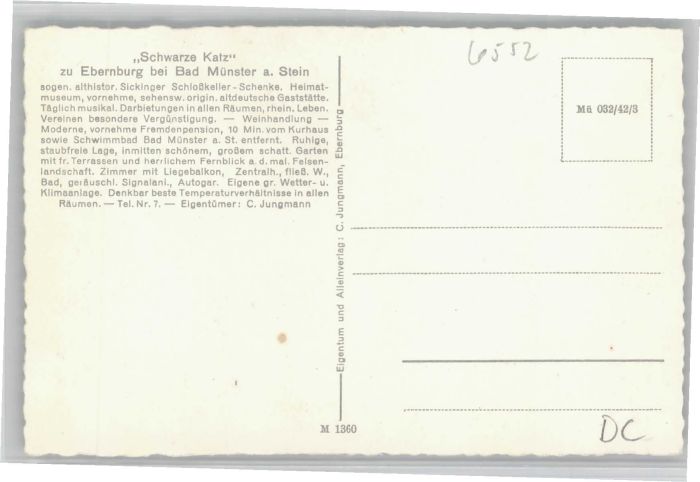 „Schwarze Katz"
zu Ebernburg bei Bad Münster a. Stein
sogen. althistor. Sickinger Schloßkeller-Schenke. Heimat-
museum, vornehme, sehensw. origin. altdeutsche Gaststätte.
Täglich musikal. Darbietungen in allen Räumen, rhein. Leben.
Vereinen besondere Vergünstigung. — Weinhandlung —
Moderne, vornehme Fremdenpension, 10 Min. vom Kurhaus
sowie Schwimmbad Bad Münster a. St. entfernt. Ruhige,
staubfreie Lage, inmitten schönem, großem schatt. Garten
mit fr. Terrassen und herrlichem Fernblick a. d. mal. Felsen-
landschaft. Zimmer mit Liegebalkon, Zentralh., fließ. W.,
Bad, geräuschl. Signalanl., Autogar. Eigene gr. Wetter- u.
Klimaanlage. Denkbar beste Temperaturverhältnisse in allen
Räumen. — Tel. Nr. 7. — Eigentümer: C. Jungmann
Eigentum und Alleinverlag: C. Jungmann, Ebernburg
M 1360
6552
Mü 032/42/3
DC